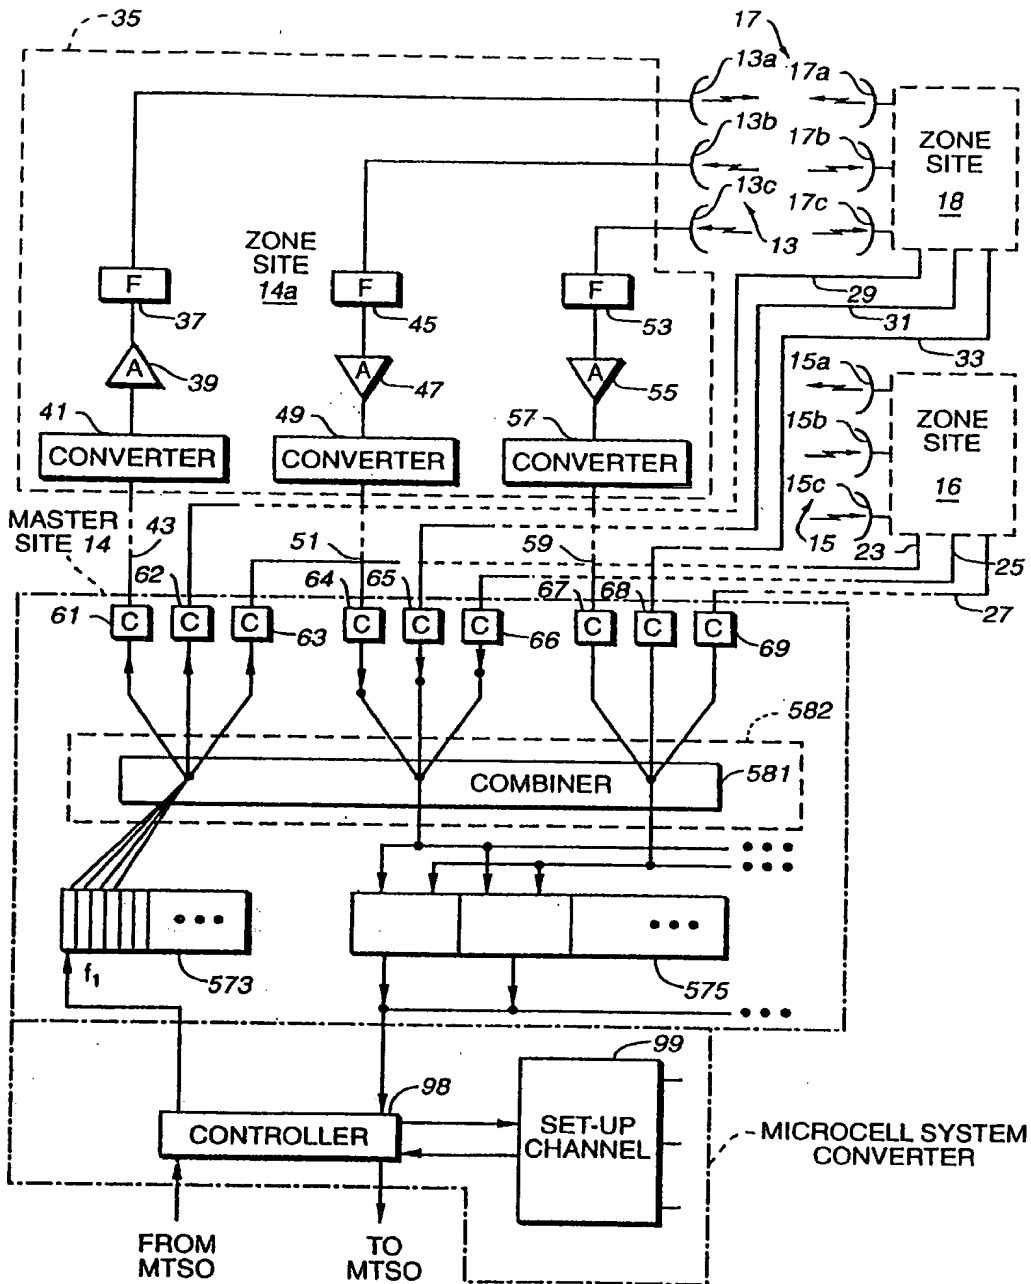 35
17
13a
17a
13b
17b
13c
17c
13
ZONE
SITE
18
ZONE
SITE
14a
F
37
F
45
F
53
29
31
33
A
39
A
47
A
55
15a
15b
15c
15
ZONE
SITE
16
41
CONVERTER
49
CONVERTER
57
CONVERTER
MASTER
SITE 14
43
51
59
23
25
27
61
C
62
C
C
63
64
C
65
C
C
66
67
C
68
C
C
69
582
COMBINER
581
f1
573
575
98
CONTROLLER
99
SET-UP
CHANNEL
MICROCELL SYSTEM
CONVERTER
FROM
MTSO
TO
MTSO